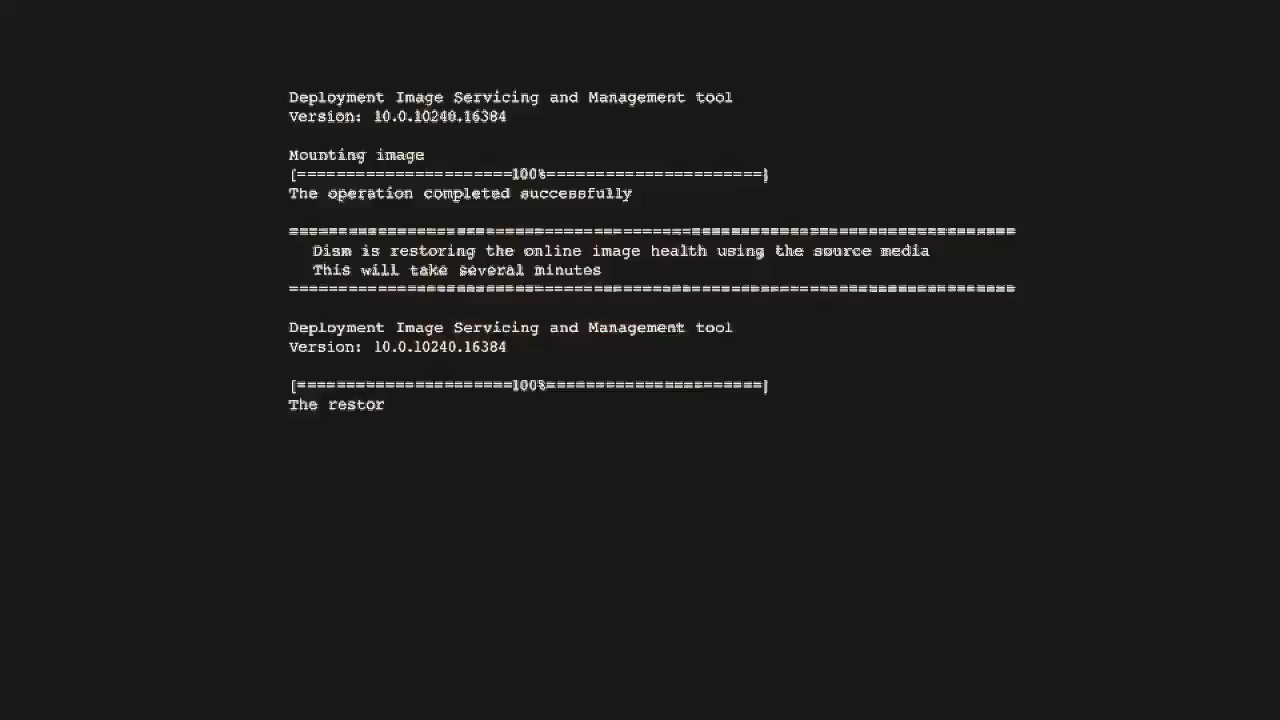 Deployment Image Servicing and Management tool
Version: 10.0.10240.16384
Mounting image
[======================100%======================]
The operation completed successfully
===========================================================================
Dism is restoring the online image health using the source media
This will take several minutes
===========================================================================
Deployment Image Servicing and Management tool
Version: 10.0.10240.16384
[======================100%======================]
The restor